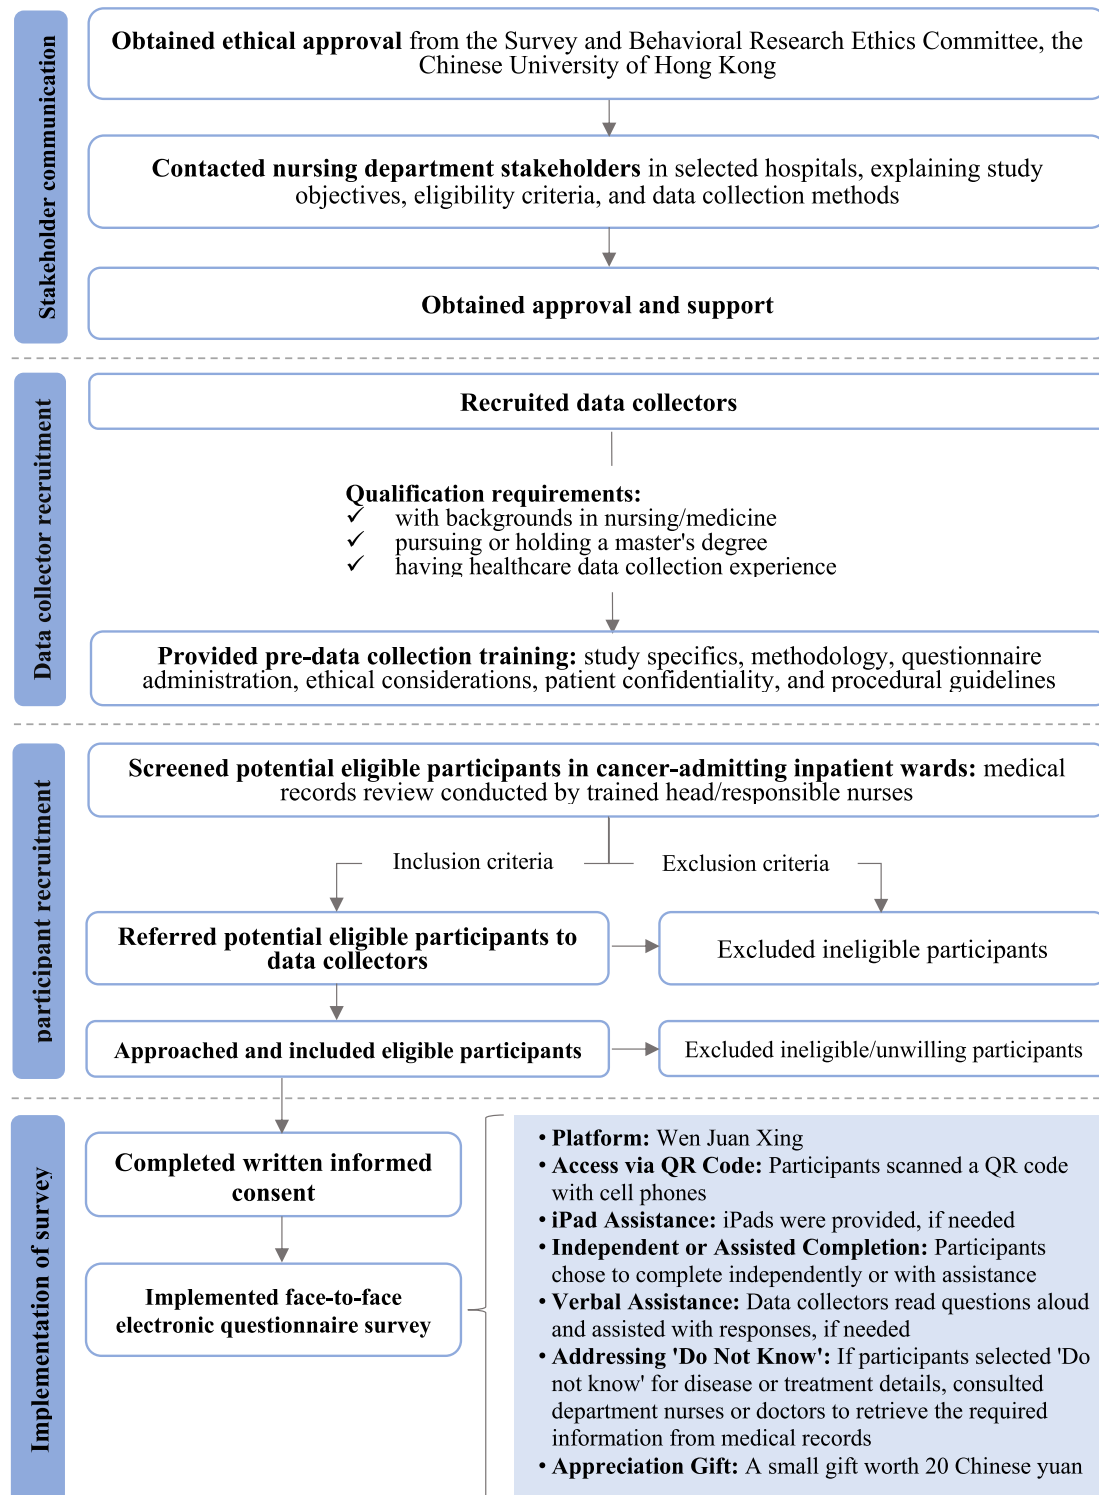 Stakeholder communication
Obtained ethical approval from the Survey and Behavioral Research Ethics Committee, the
Chinese University of Hong Kong
Contacted nursing department stakeholders in selected hospitals, explaining study
objectives, eligibility criteria, and data collection methods
Obtained approval and support
Data collector recruitment
Recruited data collectors
Qualification requirements:
✓ with backgrounds in nursing/medicine
✓ pursuing or holding a master's degree
✓ having healthcare data collection experience
Provided pre-data collection training: study specifics, methodology, questionnaire
administration, ethical considerations, patient confidentiality, and procedural guidelines
participant recruitment
Screened potential eligible participants in cancer-admitting inpatient wards: medical
records review conducted by trained head/responsible nurses
Inclusion criteria
Exclusion criteria
Referred potential eligible participants to
data collectors
Excluded ineligible participants
Approached and included eligible participants
Excluded ineligible/unwilling participants
Implementation of survey
Completed written informed
consent
Implemented face-to-face
electronic questionnaire survey
• Platform: Wen Juan Xing
• Access via QR Code: Participants scanned a QR code
with cell phones
• iPad Assistance: iPads were provided, if needed
• Independent or Assisted Completion: Participants
chose to complete independently or with assistance
• Verbal Assistance: Data collectors read questions aloud
and assisted with responses, if needed
• Addressing 'Do Not Know': If participants selected 'Do
not know' for disease or treatment details, consulted
department nurses or doctors to retrieve the required
information from medical records
• Appreciation Gift: A small gift worth 20 Chinese yuan